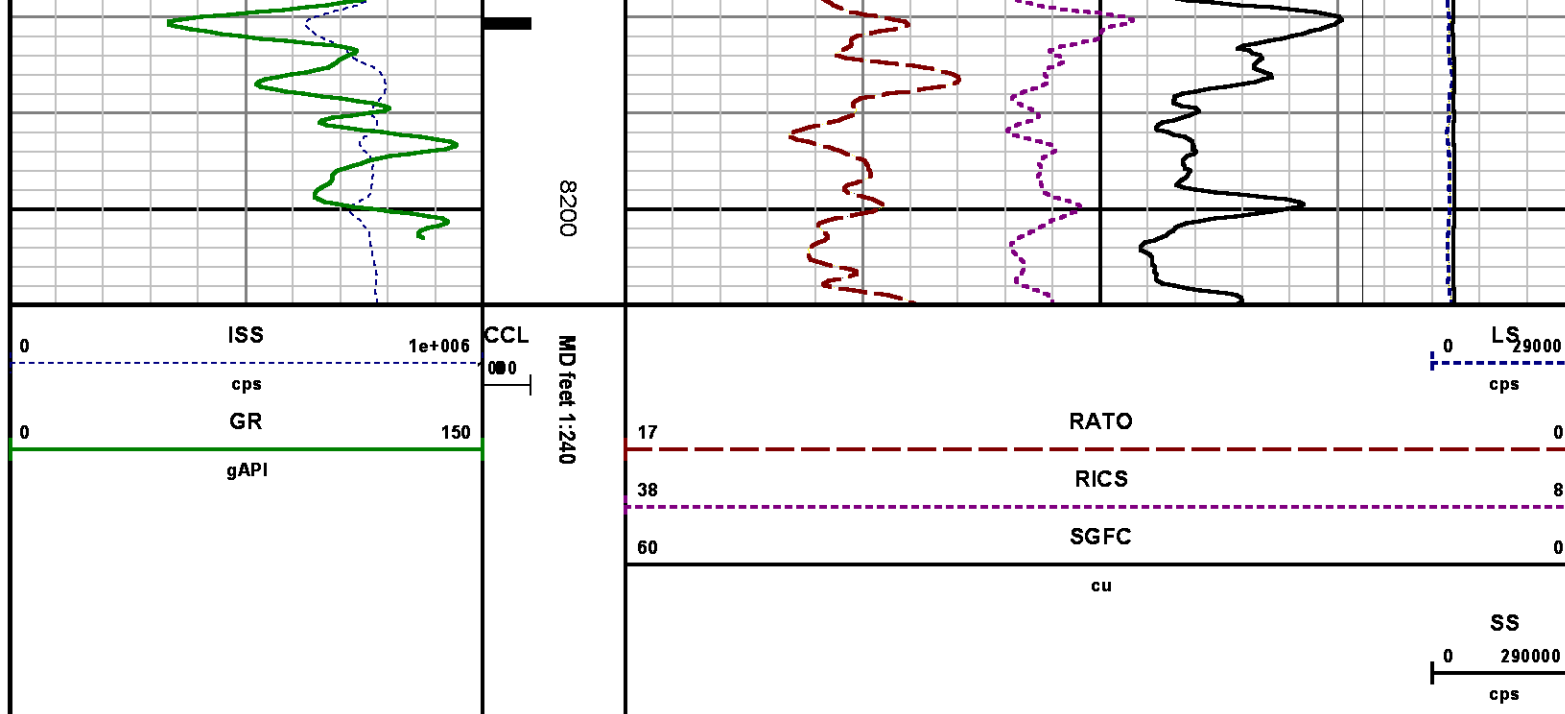 8200
ISS
0 1e+006
cps
GR
0 150
gAPI
CCL
MD feet 1:240
LS
0 29000
cps
RATO
17 0
RICS
38 8
SGFC
60 0
cu
SS
0 290000
cps